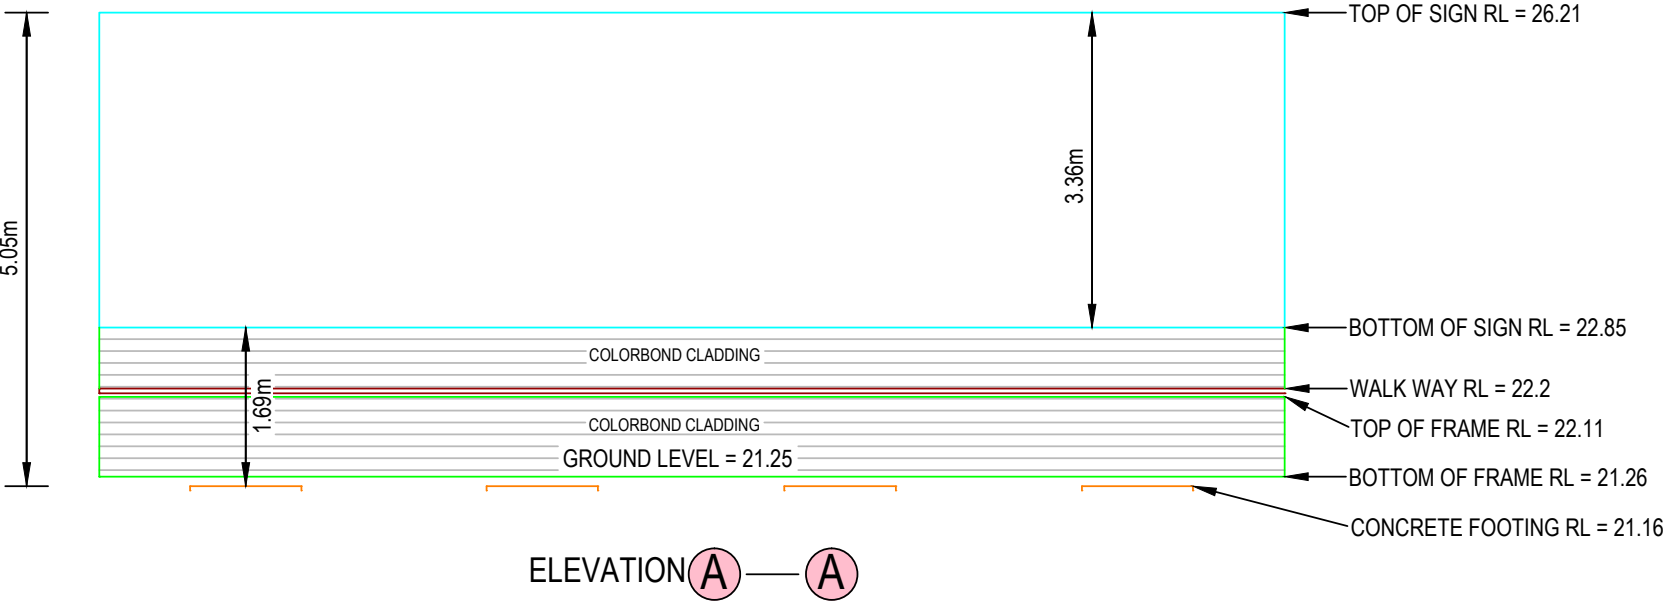 TOP OF SIGN RL = 26.21
3.36m
5.05m
BOTTOM OF SIGN RL = 22.85
COLORBOND CLADDING
WALK WAY RL = 22.2
1.69m
COLORBOND CLADDING
TOP OF FRAME RL = 22.11
GROUND LEVEL = 21.25
BOTTOM OF FRAME RL = 21.26
CONCRETE FOOTING RL = 21.16
ELEVATION A A